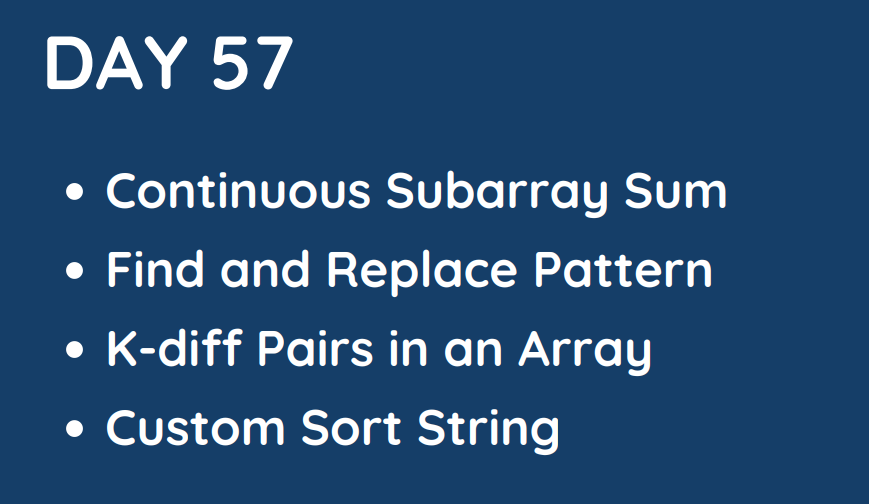 DAY 57
• Continuous Subarray Sum
• Find and Replace Pattern
• K-diff Pairs in an Array
• Custom Sort String